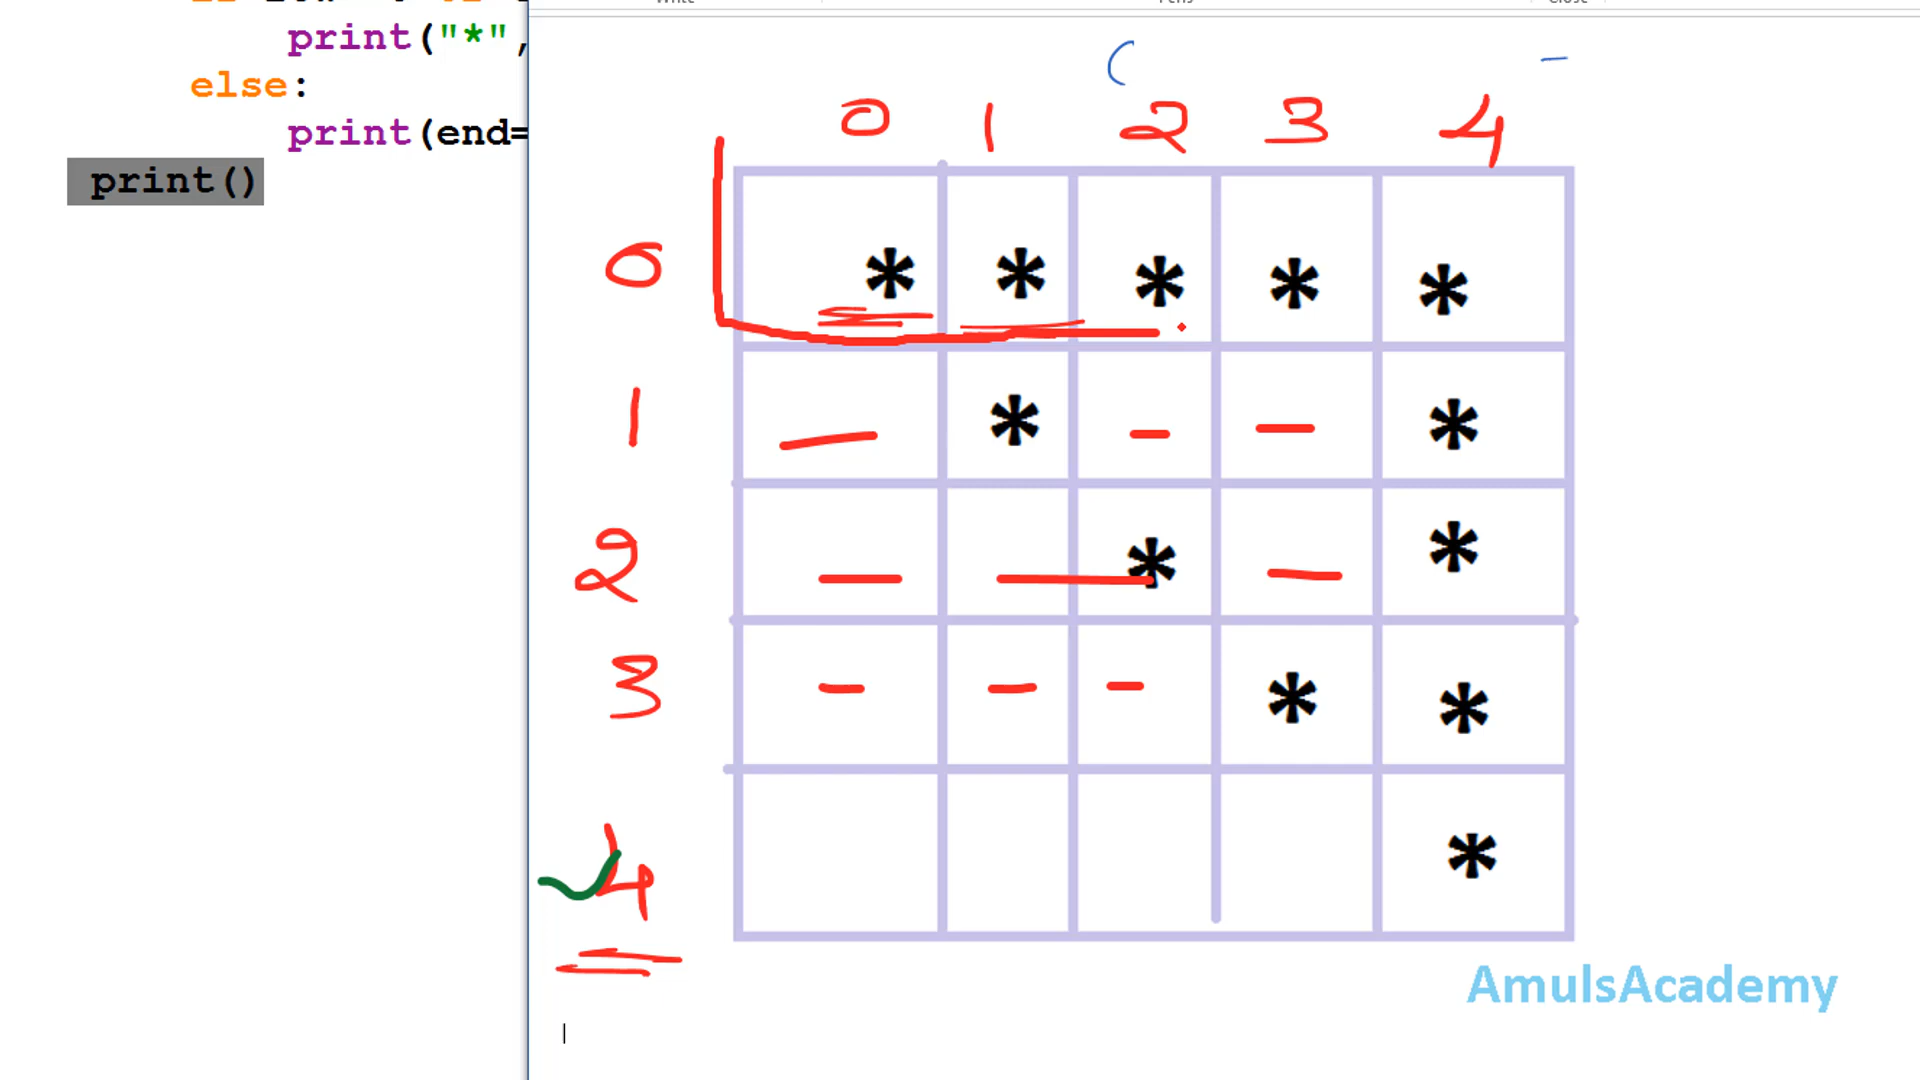 print("*",
else:
print(end=
print()
0 1 2 3 4
0 * * * * *
1 - * - - *
2 - - * - *
3 - - - * *
4 *
AmulsAcademy